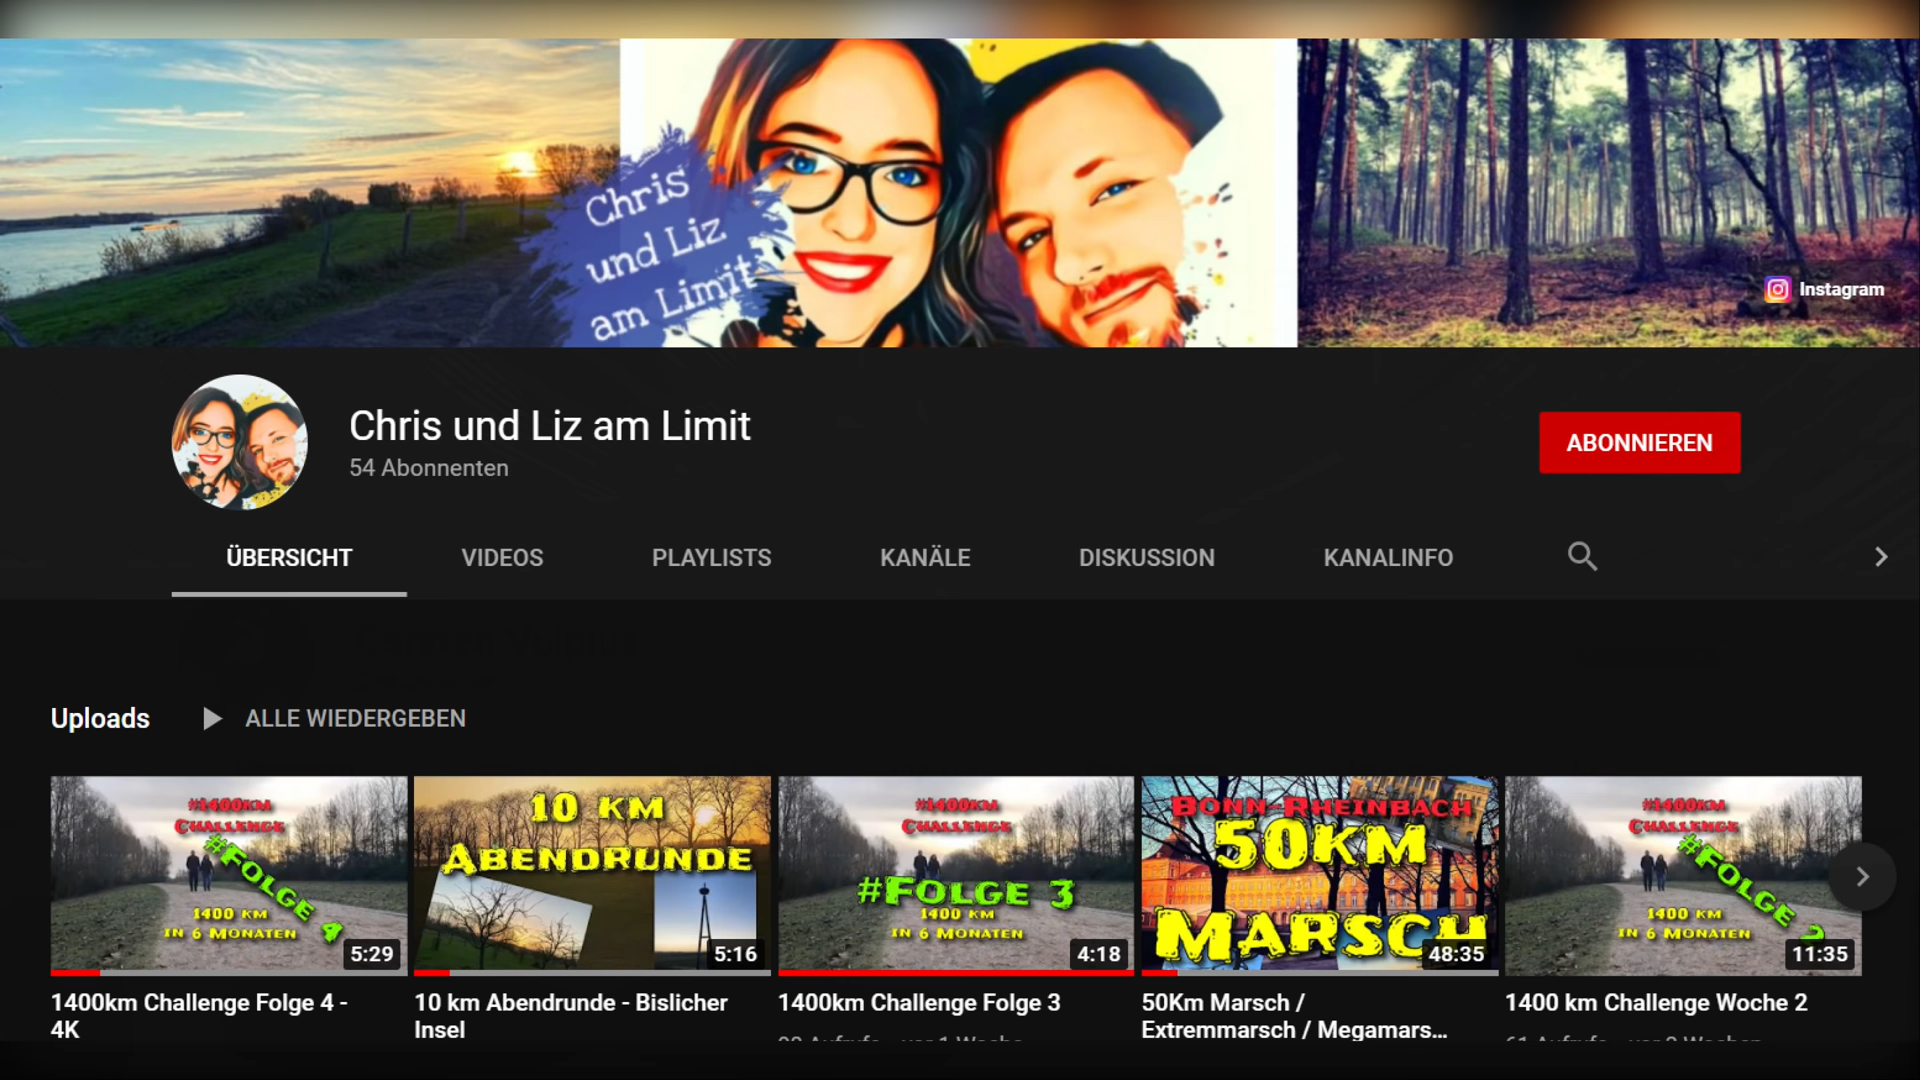 Chris
und Liz
am Limit
Instagram
Chris und Liz am Limit
54 Abonnenten
ABONNIEREN
ÜBERSICHT VIDEOS PLAYLISTS KANÄLE DISKUSSION KANALINFO
Uploads ALLE WIEDERGEBEN
#1400KM
CHALLENGE
#FOLGE 4
1400 KM
IN 6 MONATEN
5:29
10 KM
ABENDRUNDE
5:16
#1400KM
CHALLENGE
#FOLGE 3
1400 KM
IN 6 MONATEN
4:18
BONN-RHEINBACH
50KM
MARSCH
48:35
#1400KM
CHALLENGE
#FOLGE 2
1400 KM
IN 6 MONATEN
11:35
1400km Challenge Folge 4 -
4K
10 km Abendrunde - Bislicher
Insel
1400km Challenge Folge 3
50Km Marsch /
Extremmarsch / Megamars...
1400 km Challenge Woche 2